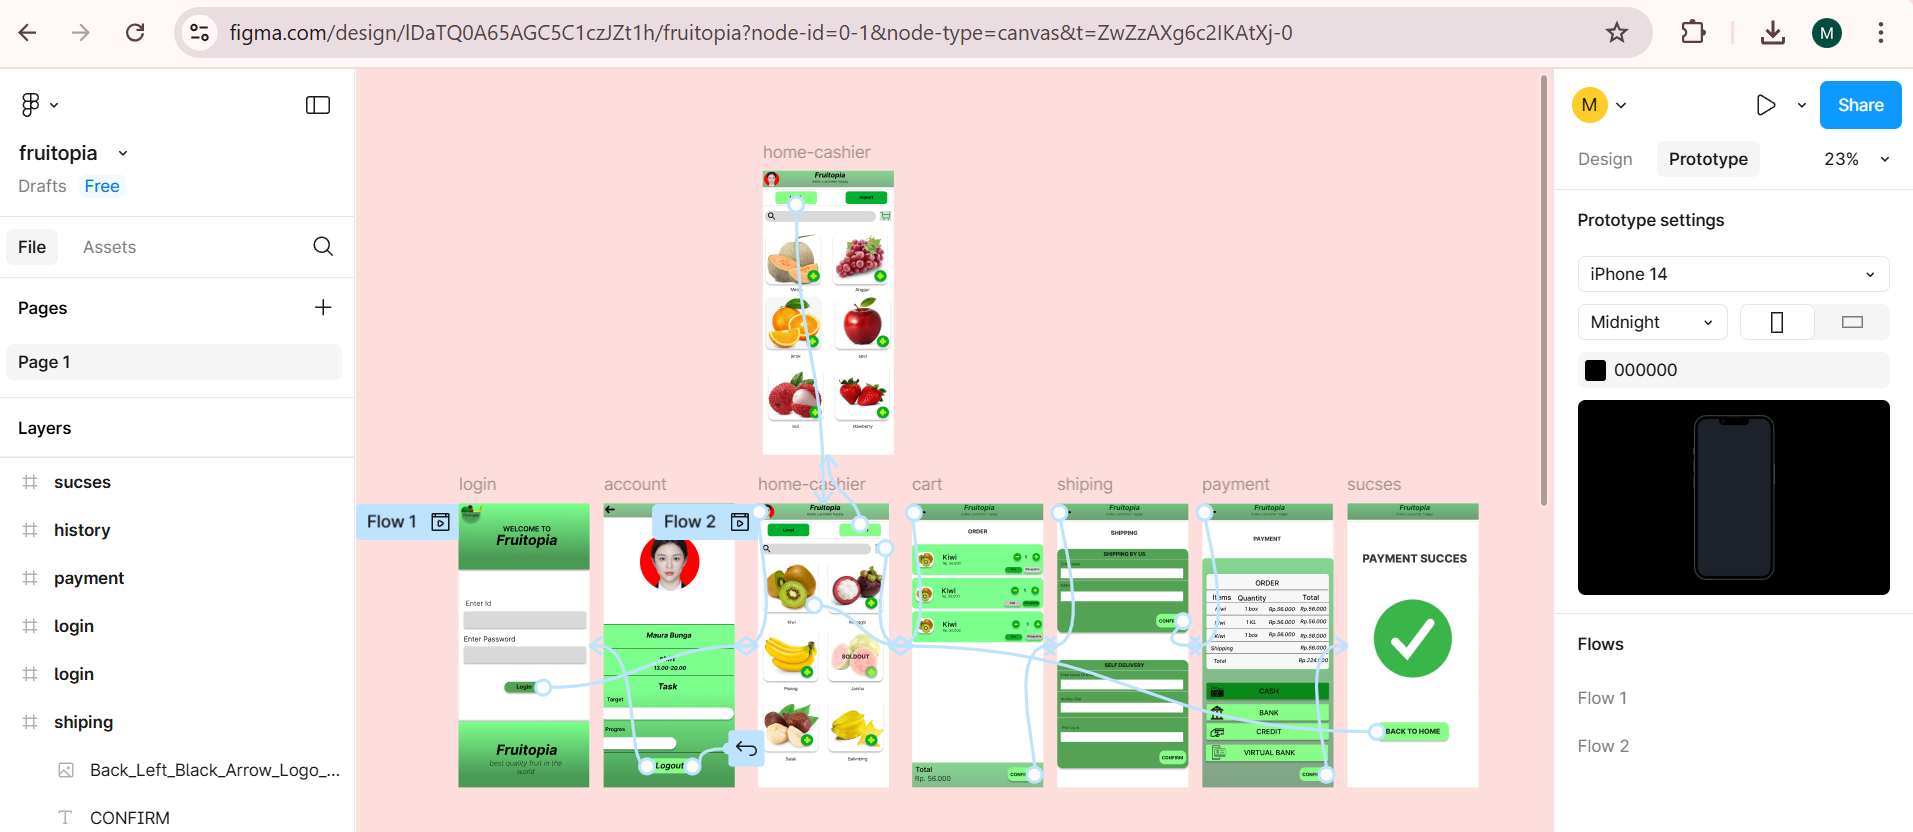 figma.com/design/lDaTQ0A65AGC5C1czJZt1h/fruitopia?node-id=0-1&node-type=canvas&t=ZwZzAXg6c2IKAtXj-0
M
fruitopia
Drafts Free
File Assets
Pages
Page 1
Layers
sucses
history
payment
login
login
shiping
Back_Left_Black_Arrow_Logo_...
CONFIRM
home-cashier
Fruitopia
Import
Anggur
jeruk
apel
login
account
home-cashier
cart
shiping
payment
sucses
Flow 1
WELCOME TO
Fruitopia
Enter Id
Enter Password
Login
Fruitopia
best quality fruit in the
world
Maura Bunga
13.00-20.00
Task
Target
Progres
Logout
Flow 2
Fruitopia
Local
Kiwi
Pisang
SOLDOUT
Jambu
Salak
Belimbing
Fruitopia
ORDER
Kiwi
Rp. 56.000
1
Kiwi
1
Kiwi
1
Total
Rp. 56.000
Fruitopia
SHIPPING
SHIPPING BY US
SELF DELIVERY
CONFIRM
Fruitopia
PAYMENT
ORDER
Items Quantity Total
Kiwi 1 box Rp.56.000 Rp.56.000
Kiwi 1 KL Rp.56.000 Rp.56.000
Kiwi 1 box Rp.56.000 Rp.56.000
Shipping Rp.56.000
Total
CASH
BANK
CREDIT
VIRTUAL BANK
Fruitopia
PAYMENT SUCCES
BACK TO HOME
M
Share
Design Prototype 23%
Prototype settings
iPhone 14
Midnight
000000
Flows
Flow 1
Flow 2